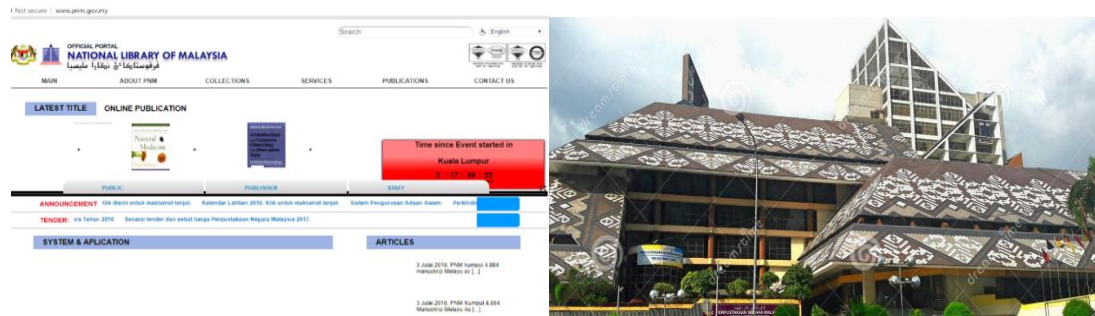 Not secure | www.pnm.gov.my
Search
English
OFFICIAL PORTAL
NATIONAL LIBRARY OF MALAYSIA
MAIN ABOUT PNM COLLECTIONS SERVICES PUBLICATIONS CONTACT US
LATEST TITLE ONLINE PUBLICATION
Natural
Medicine
Time since Event started in
Kuala Lumpur
PUBLIC PUBLISHER STAFF
ANNOUNCEMENT Klik disini untuk maklumat lanjut. Kalendar Latihan 2018. Klik untuk maklumat lanjut. Sistem Pengurusan Aduan Awam.
TENDER: Tahun 2018 Senarai tender dan sebut harga Perpustakaan Negara Malaysia 2017.
SYSTEM & APLICATION ARTICLES
3 Julai 2018, PNM Kumpul 4,884
manuskrip Melayu as [...]
3 Julai 2018, PNM Kumpul 4,884
Manuskrip Melayu As [...]
dreamstime